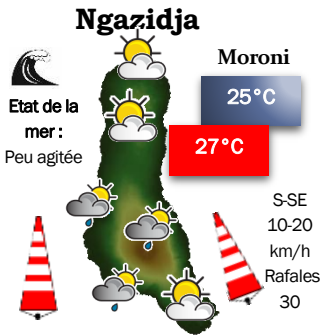 Ngazidja
Moroni
25°C
27°C
Etat de la
mer :
Peu agitée
S-SE
10-20
km/h
Rafales
30